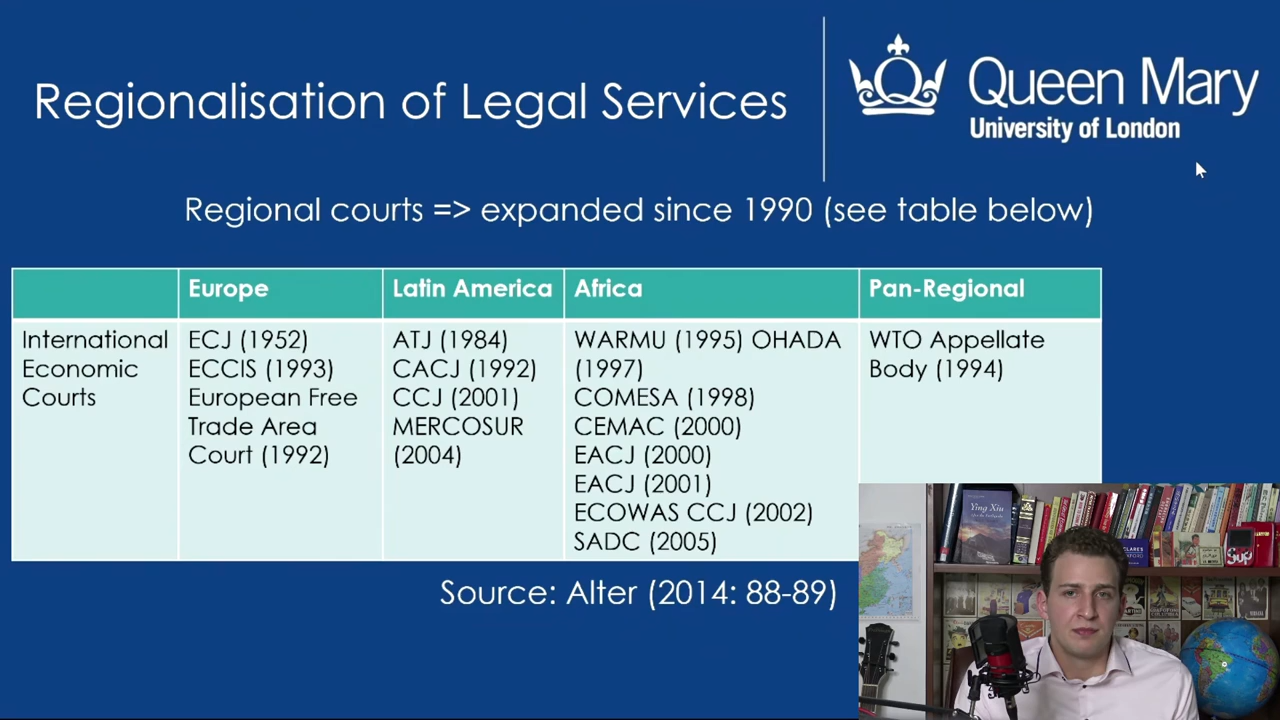 Regionalisation of Legal Services
Queen Mary
University of London
Regional courts => expanded since 1990 (see table below)
Europe
Latin America
Africa
Pan-Regional
International
Economic
Courts
ECJ (1952)
ECCIS (1993)
European Free
Trade Area
Court (1992)
ATJ (1984)
CACJ (1992)
CCJ (2001)
MERCOSUR
(2004)
WARMU (1995) OHADA
(1997)
COMESA (1998)
CEMAC (2000)
EACJ (2000)
EACJ (2001)
ECOWAS CCJ (2002)
SADC (2005)
WTO Appellate
Body (1994)
Source: Alter (2014: 88-89)
Ying Xiu